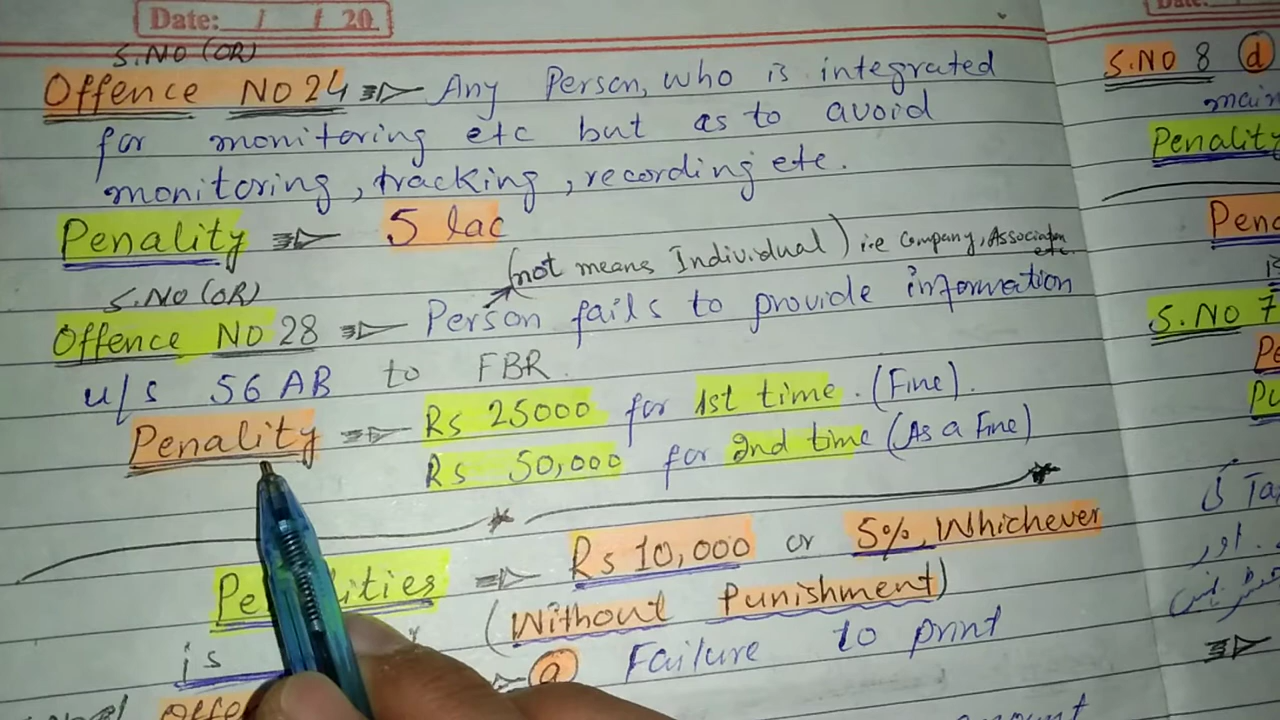 Date: / / 20
S.NO (OR)
Offence NO 24 ⇒ Any Person, who is integrated
for monitoring etc but as to avoid
monitoring, tracking, recording etc.
Penality ⇒ 5 lac
(not means Individual) i.e Company, Association etc.
S.NO (OR)
Offence NO 28 ⇒ Person fails to provide information
u/s 56 AB to FBR.
Penality ⇒ Rs 25000 for 1st time. (Fine).
Rs 50,000 for 2nd time (As a Fine)
Rs 10,000 or 5%, Whichever
(Without Punishment)
is
(a) Failure to print
amount
S.NO 8 (d)
Penality
S.NO 7